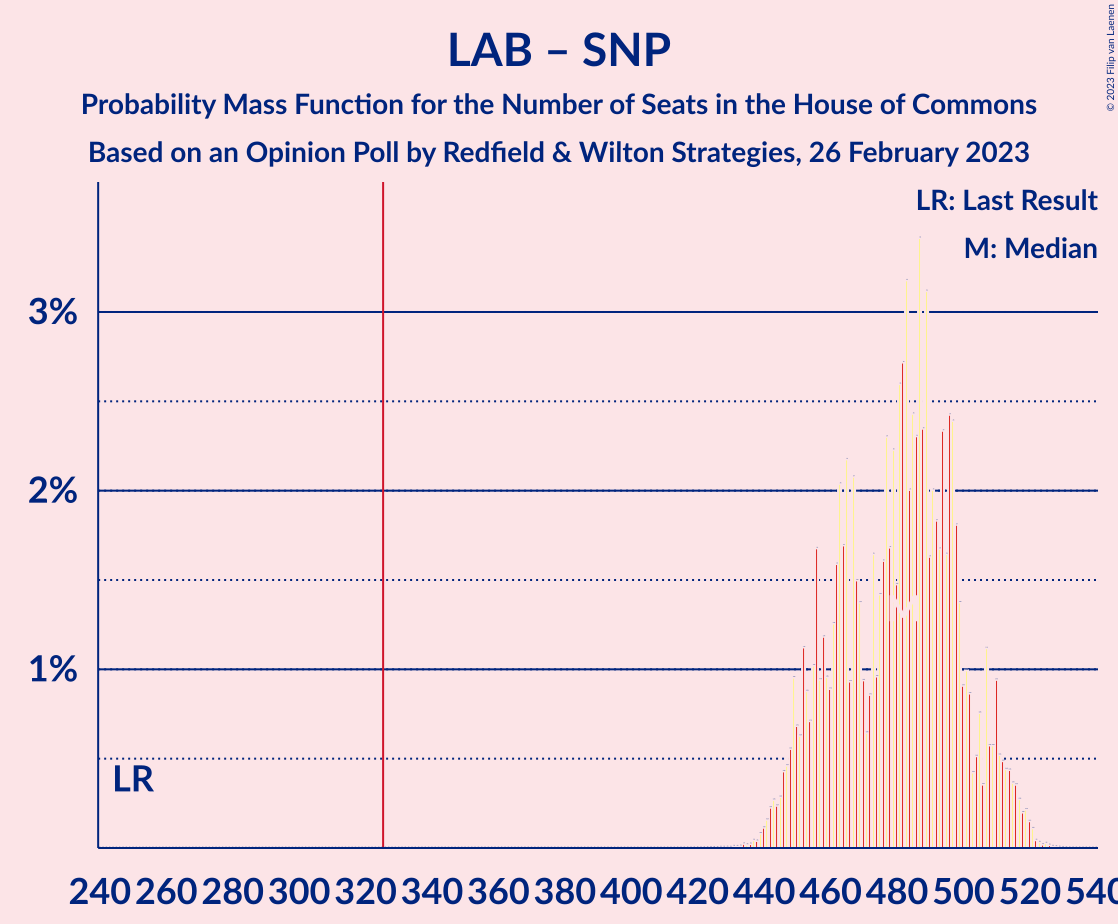 LAB – SNP
Probability Mass Function for the Number of Seats in the House of Commons
Based on an Opinion Poll by Redfield & Wilton Strategies, 26 February 2023
© 2023 Filip van Laenen
LR: Last Result
M: Median
3%
2%
1%
LR
240 260 280 300 320 340 360 380 400 420 440 460 480 500 520 540